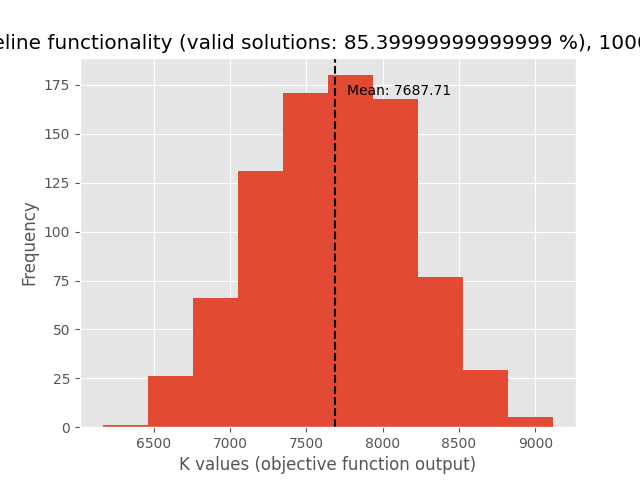 eline functionality (valid solutions: 85.39999999999999 %), 100
175
150
125
100
75
50
25
0
Frequency
Mean: 7687.71
6500 7000 7500 8000 8500 9000
K values (objective function output)